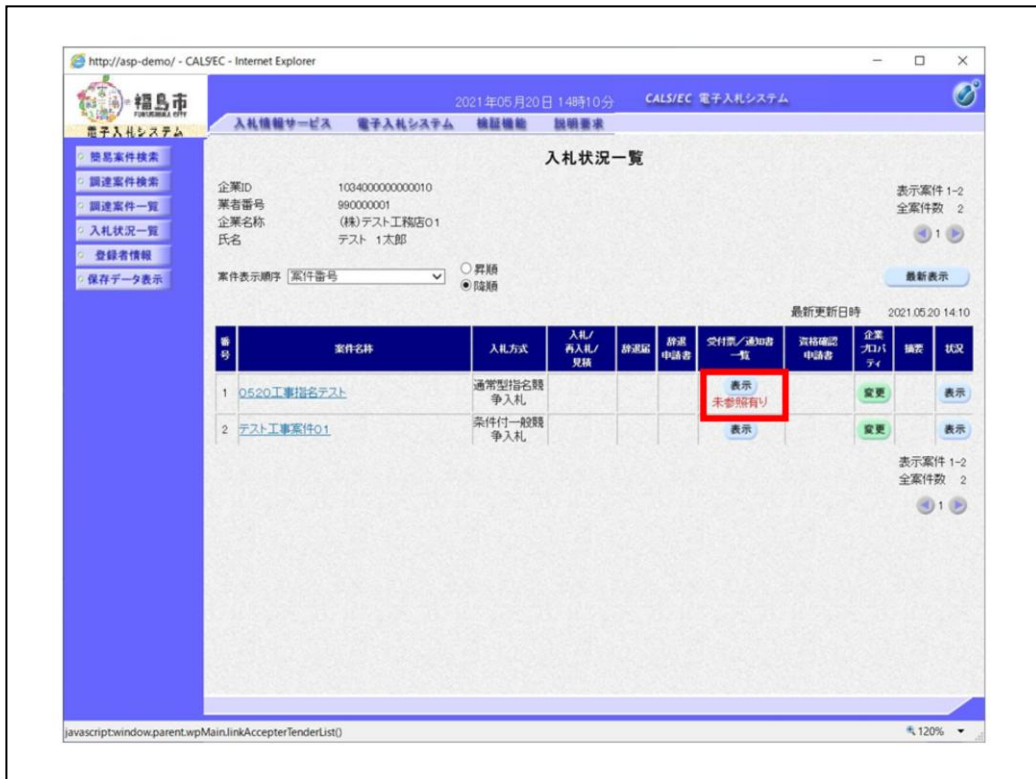 http://asp-demo/ - CALS/EC - Internet Explorer
福島市
FUKUSHIMA CITY
電子入札システム
2021年05月20日 14時10分
CALS/EC 電子入札システム
入札情報サービス 電子入札システム 検証機能 説明要求
簡易案件検索
調達案件検索
調達案件一覧
入札状況一覧
登録者情報
保存データ表示
入札状況一覧
企業ID 1034000000000010
業者番号 990000001
企業名称 (株)テスト工務店01
氏名 テスト 1太郎
表示案件 1-2
全案件数 2
1
案件表示順序 案件番号
昇順
降順
最新表示
最新更新日時 2021.05.20 14:10
番号 案件名称 入札方式 入札/再入札/見積 辞退届 辞退申請書 受付票/通知書一覧 資格確認申請書 企業プロパティ 摘要 状況
1 0520工事指名テスト 通常型指名競争入札 表示 未参照有り 変更 表示
2 テスト工事案件01 条件付一般競争入札 表示 変更 表示
表示案件 1-2
全案件数 2
1
javascript:window.parent.wpMain.linkAccepterTenderList()
120%